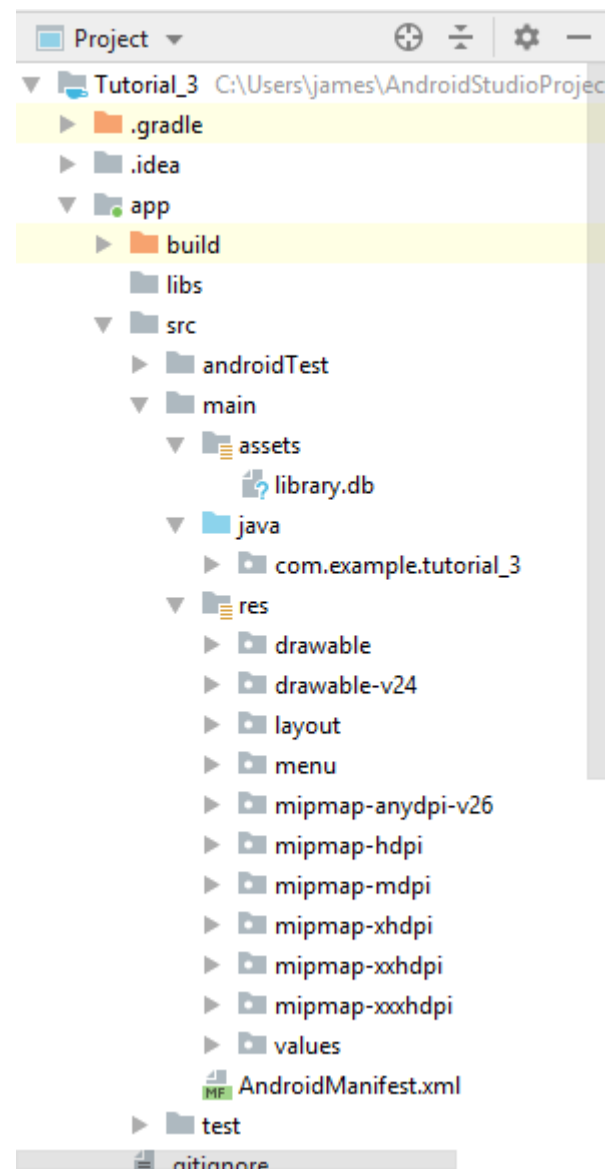 Project
Tutorial_3 C:\Users\james\AndroidStudioProjec
.gradle
.idea
app
build
libs
src
androidTest
main
assets
library.db
java
com.example.tutorial_3
res
drawable
drawable-v24
layout
menu
mipmap-anydpi-v26
mipmap-hdpi
mipmap-mdpi
mipmap-xhdpi
mipmap-xxhdpi
mipmap-xxxhdpi
values
MF AndroidManifest.xml
test
.gitignore